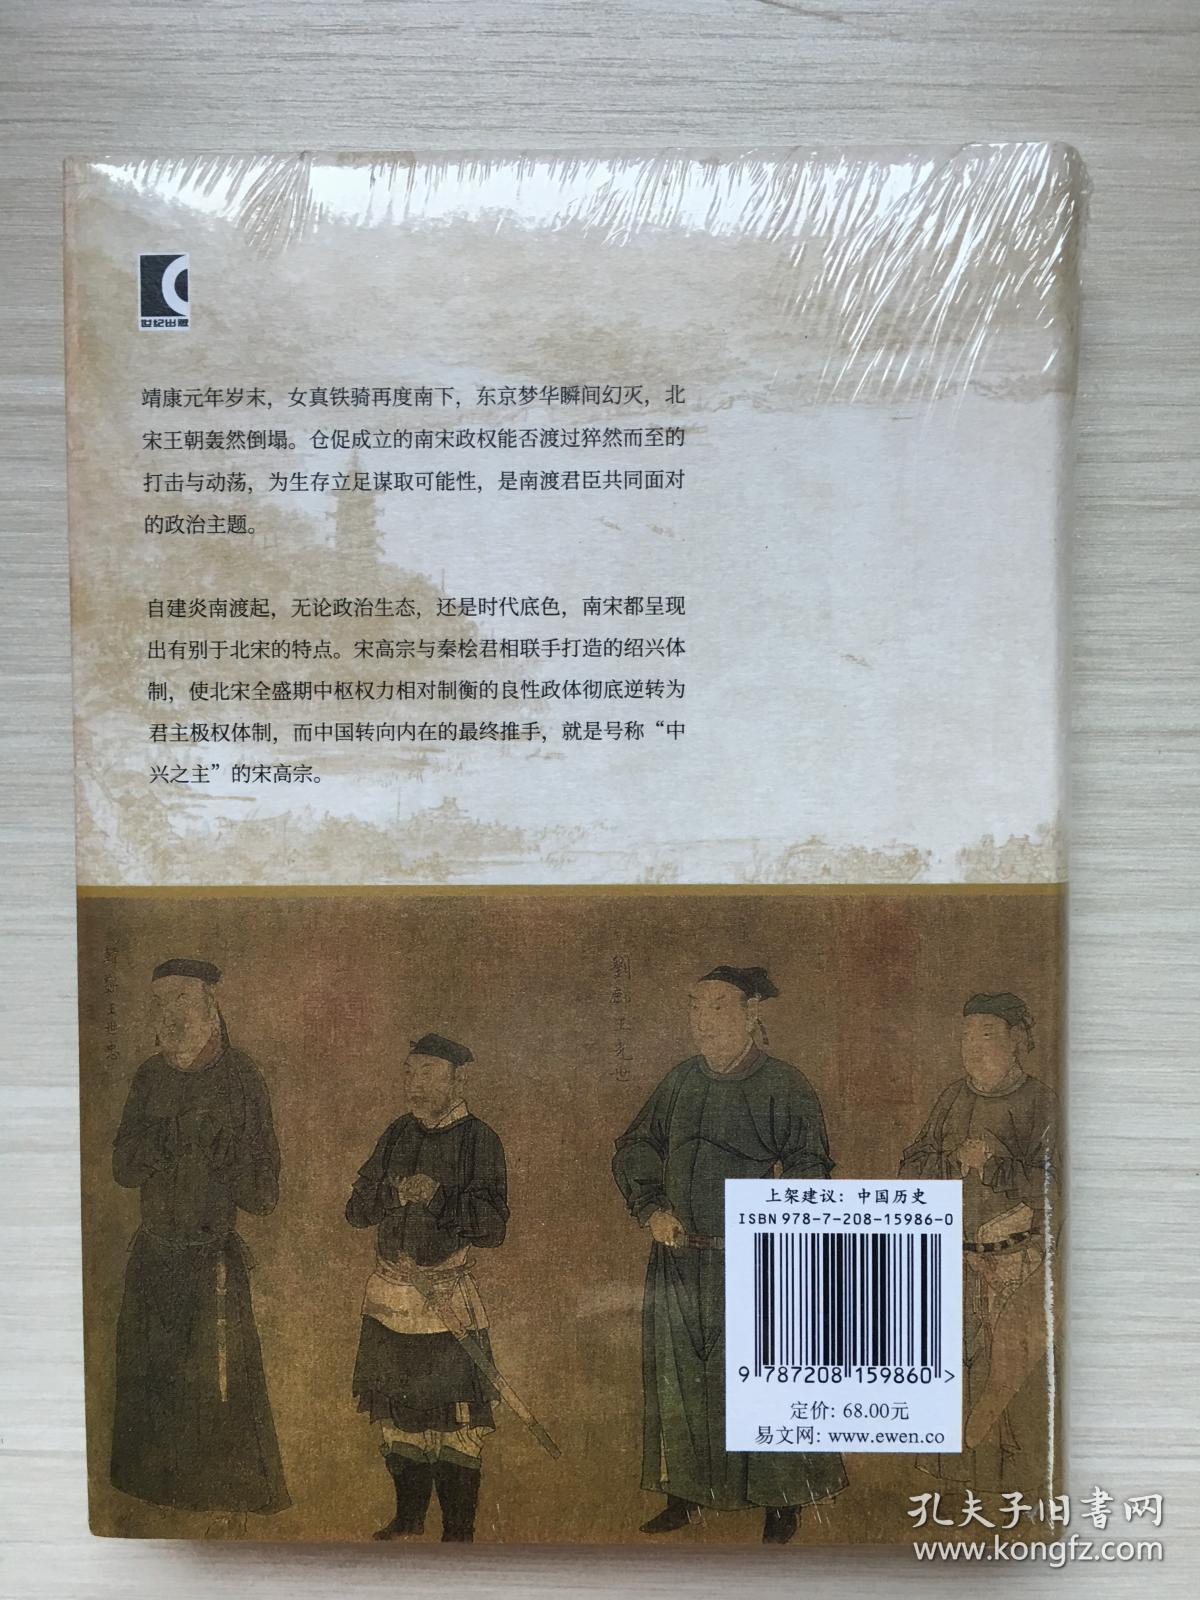 世纪出版
靖康元年岁末，女真铁骑再度南下，东京梦华瞬间幻灭，北
宋王朝轰然倒塌。仓促成立的南宋政权能否渡过猝然而至的
打击与动荡，为生存立足谋取可能性，是南渡君臣共同面对
的政治主题。
自建炎南渡起，无论政治生态，还是时代底色，南宋都呈现
出有别于北宋的特点。宋高宗与秦桧君相联手打造的绍兴体
制，使北宋全盛期中枢权力相对制衡的良性政体彻底逆转为
君主极权体制，而中国转向内在的最终推手，就是号称“中
兴之主”的宋高宗。
韓蘄王世忠
劉鄜王光世
上架建议：中国历史
ISBN 978-7-208-15986-0
9 787208 159860 >
定价: 68.00元
易文网: www.ewen.co
孔夫子旧书网
www.kongfz.com